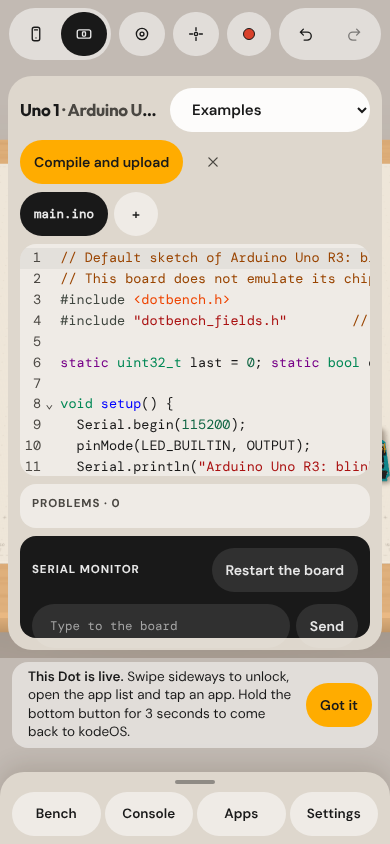 Uno 1 · Arduino U...
Examples
Compile and upload
main.ino
+
1 // Default sketch of Arduino Uno R3: bl
2 // This board does not emulate its chip
3 #include <dotbench.h>
4 #include "dotbench_fields.h" //
5
6 static uint32_t last = 0; static bool
7
8 void setup() {
9 Serial.begin(115200);
10 pinMode(LED_BUILTIN, OUTPUT);
11 Serial.println("Arduino Uno R3: blin
PROBLEMS · 0
SERIAL MONITOR
Restart the board
Type to the board
Send
This Dot is live. Swipe sideways to unlock,
open the app list and tap an app. Hold the
bottom button for 3 seconds to come
back to kodeOS.
Got it
Bench
Console
Apps
Settings